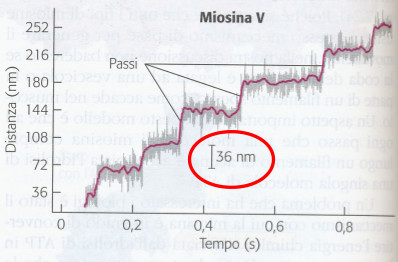 Miosina V
Distanza (nm)
252
216
180
144
108
72
36
Passi
36 nm
0
0,2
0,4
0,6
0,8
Tempo (s)